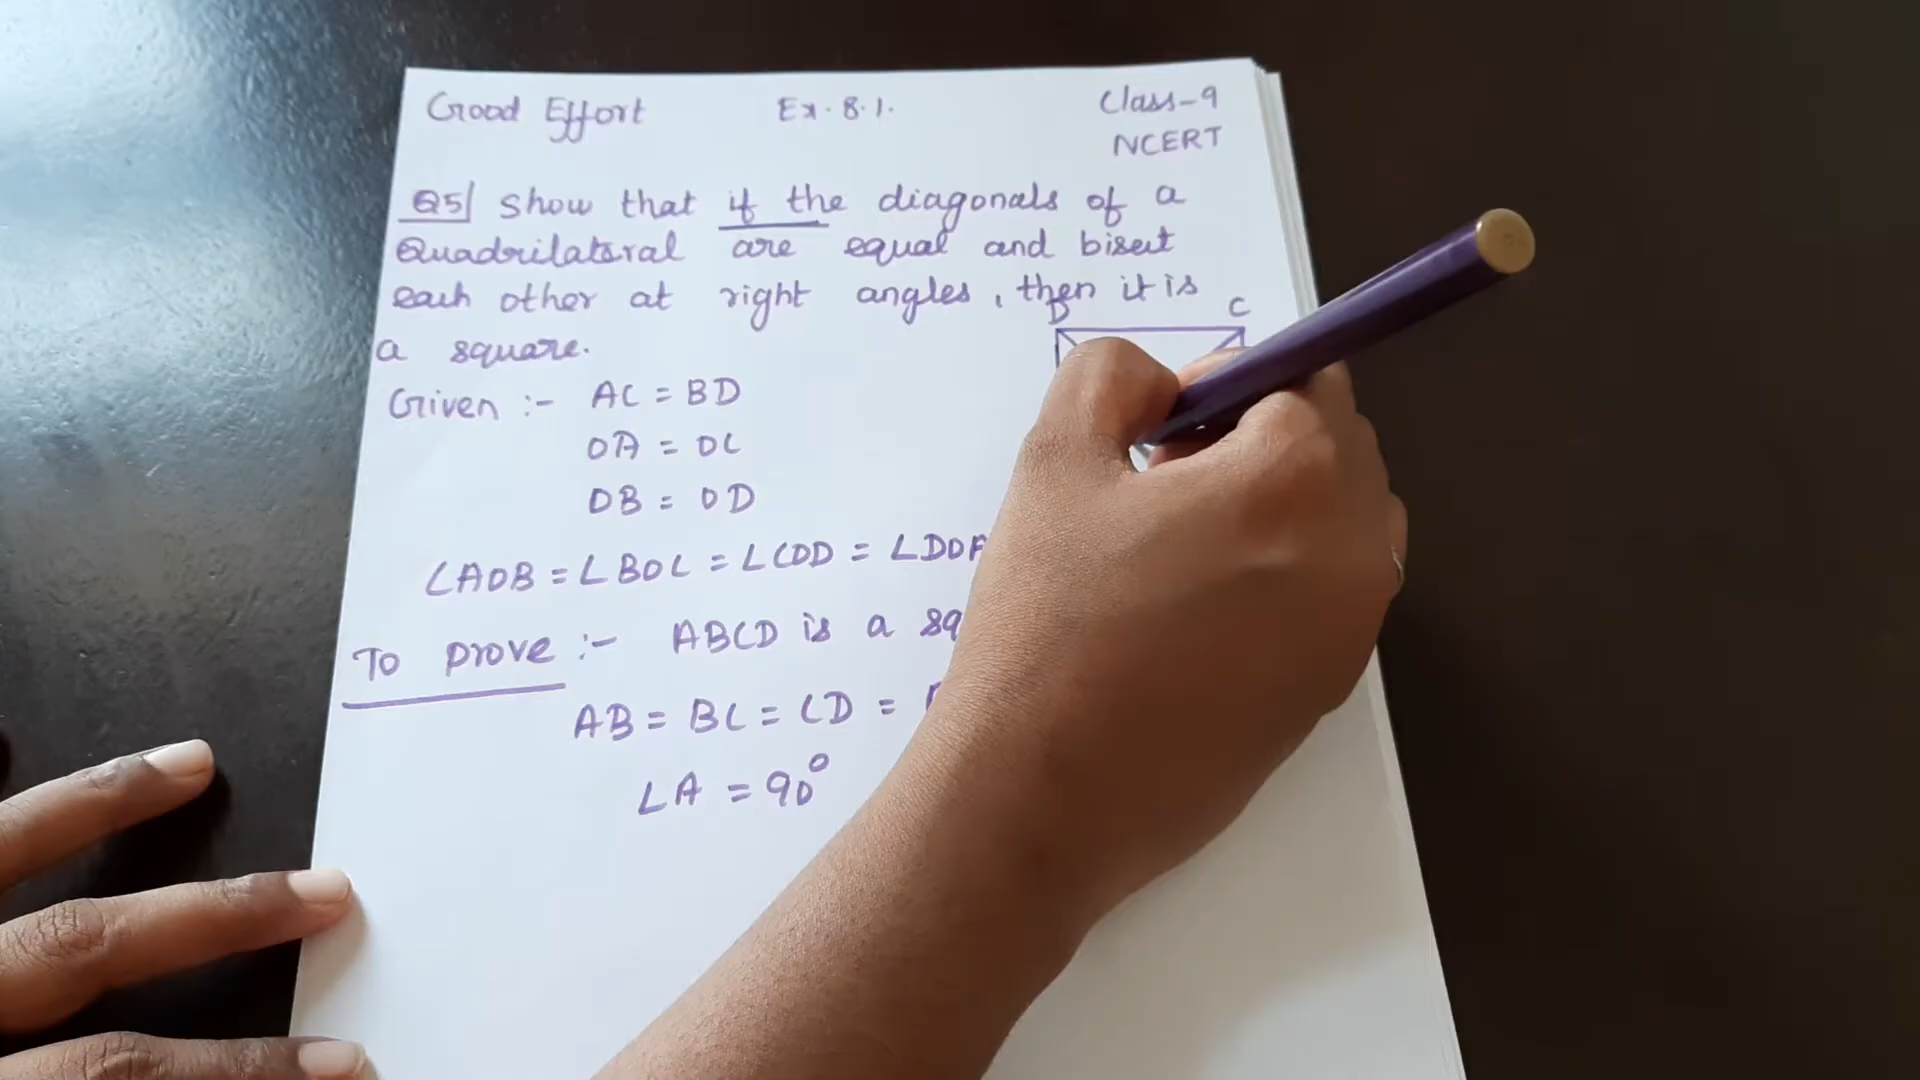 Good Effort Ex. 8.1. Class-9
NCERT
Q5 Show that if the diagonals of a
Quadrilateral are equal and bisect
each other at right angles, then it is
a square.
D C
Given :- AC = BD
OA = OC
OB = OD
∠AOB = ∠BOC = ∠COD =
To prove :- ABCD is a
AB = BC = CD =
∠A = 90°